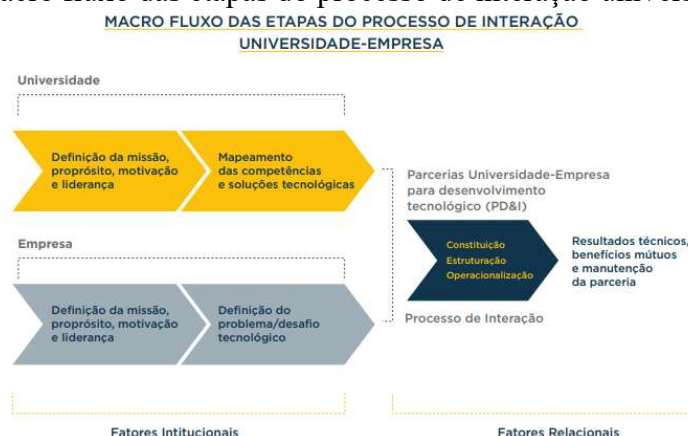 MACRO FLUXO DAS ETAPAS DO PROCESSO DE INTERAÇÃO
UNIVERSIDADE-EMPRESA
Universidade
Definição da missão,
proprósito, motivação
e liderança
Mapeamento
das competências
e soluções tecnológicas
Empresa
Definição da missão,
proprósito, motivação
e liderança
Definição do
problema/desafio
tecnológico
Parcerias Universidade-Empresa
para desenvolvimento
tecnológico (PD&I)
Constituição
Estruturação
Operacionalização
Resultados técnicos,
benefícios mútuos
e manutenção
da parceria
Processo de Interação
Fatores Intitucionais
Fatores Relacionais